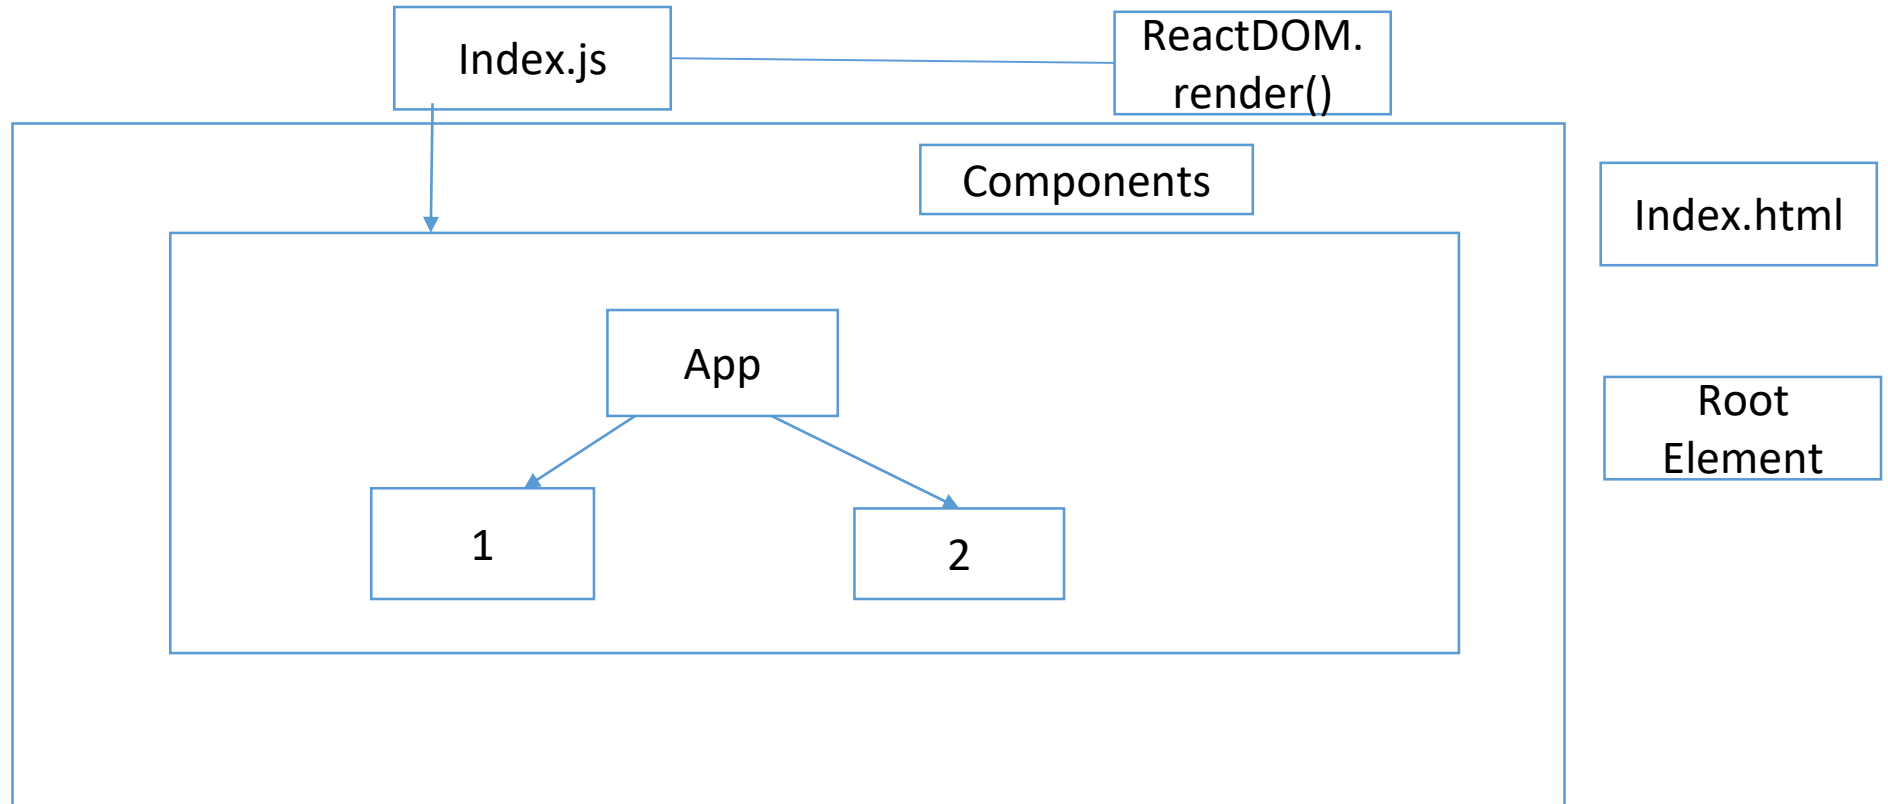 Index.js
ReactDOM.
render()
Components
Index.html
App
Root
Element
1
2